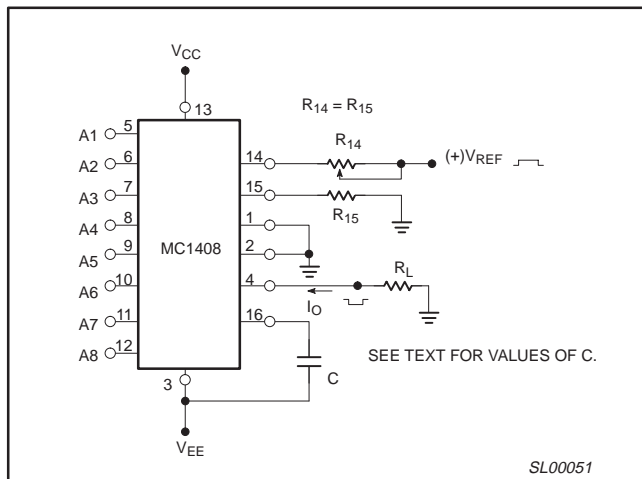 VCC
13
R14 = R15
A1 5
A2 6
A3 7
A4 8
A5 9
A6 10
A7 11
A8 12
MC1408
14
R14
(+)VREF
15
R15
1
2
4
IO
RL
16
C
SEE TEXT FOR VALUES OF C.
3
VEE
SL00051